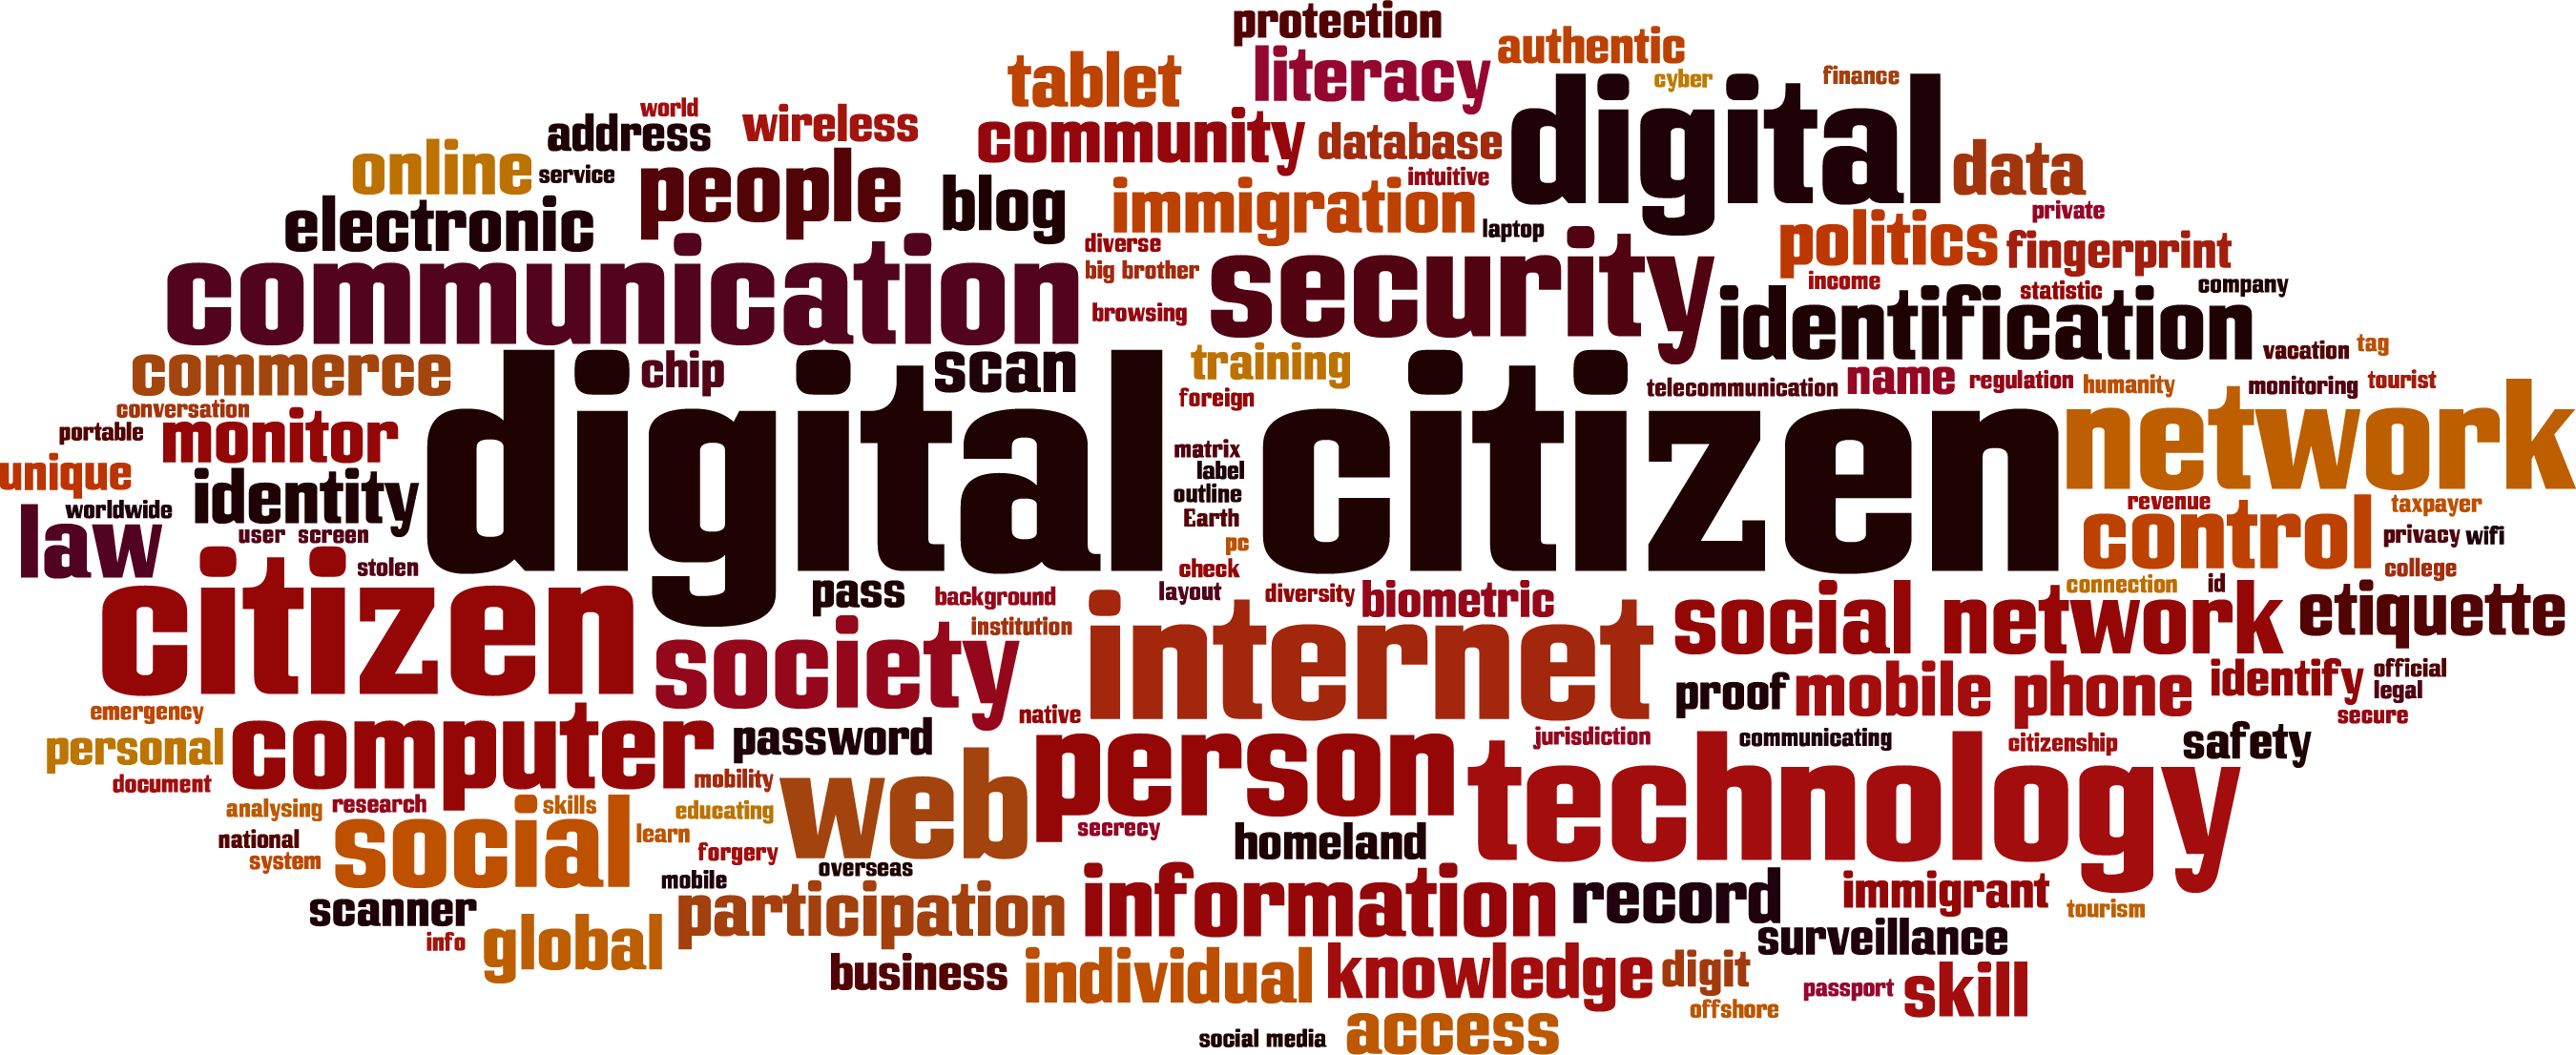 protection
authentic
tablet
literacy
cyber
finance
world
wireless
address
community
database
digital
online
service
people
blog
immigration
intuitive
data
private
electronic
laptop
politics
fingerprint
communication
diverse
big brother
browsing
security
income
statistic
company
identification
commerce
chip
scan
training
foreign
vacation
tag
telecommunication
name
regulation
humanity
monitoring
tourist
conversation
portable
monitor
digital citizen
network
unique
identity
matrix
label
outline
Earth
pc
check
layout
worldwide
law
user
screen
stolen
revenue
taxpayer
control
privacy
wifi
college
connection
id
citizen
pass
background
institution
diversity
biometric
social network
etiquette
society
internet
proof
mobile phone
identify
official
legal
secure
emergency
native
personal
computer
password
person
jurisdiction
communicating
citizenship
safety
document
mobility
web
technology
analysing
research
skills
educating
secrecy
national
system
social
learn
forgery
homeland
overseas
mobile
scanner
participation
information
record
immigrant
tourism
info
global
surveillance
business
individual
knowledge
digit
passport
skill
offshore
social media
access